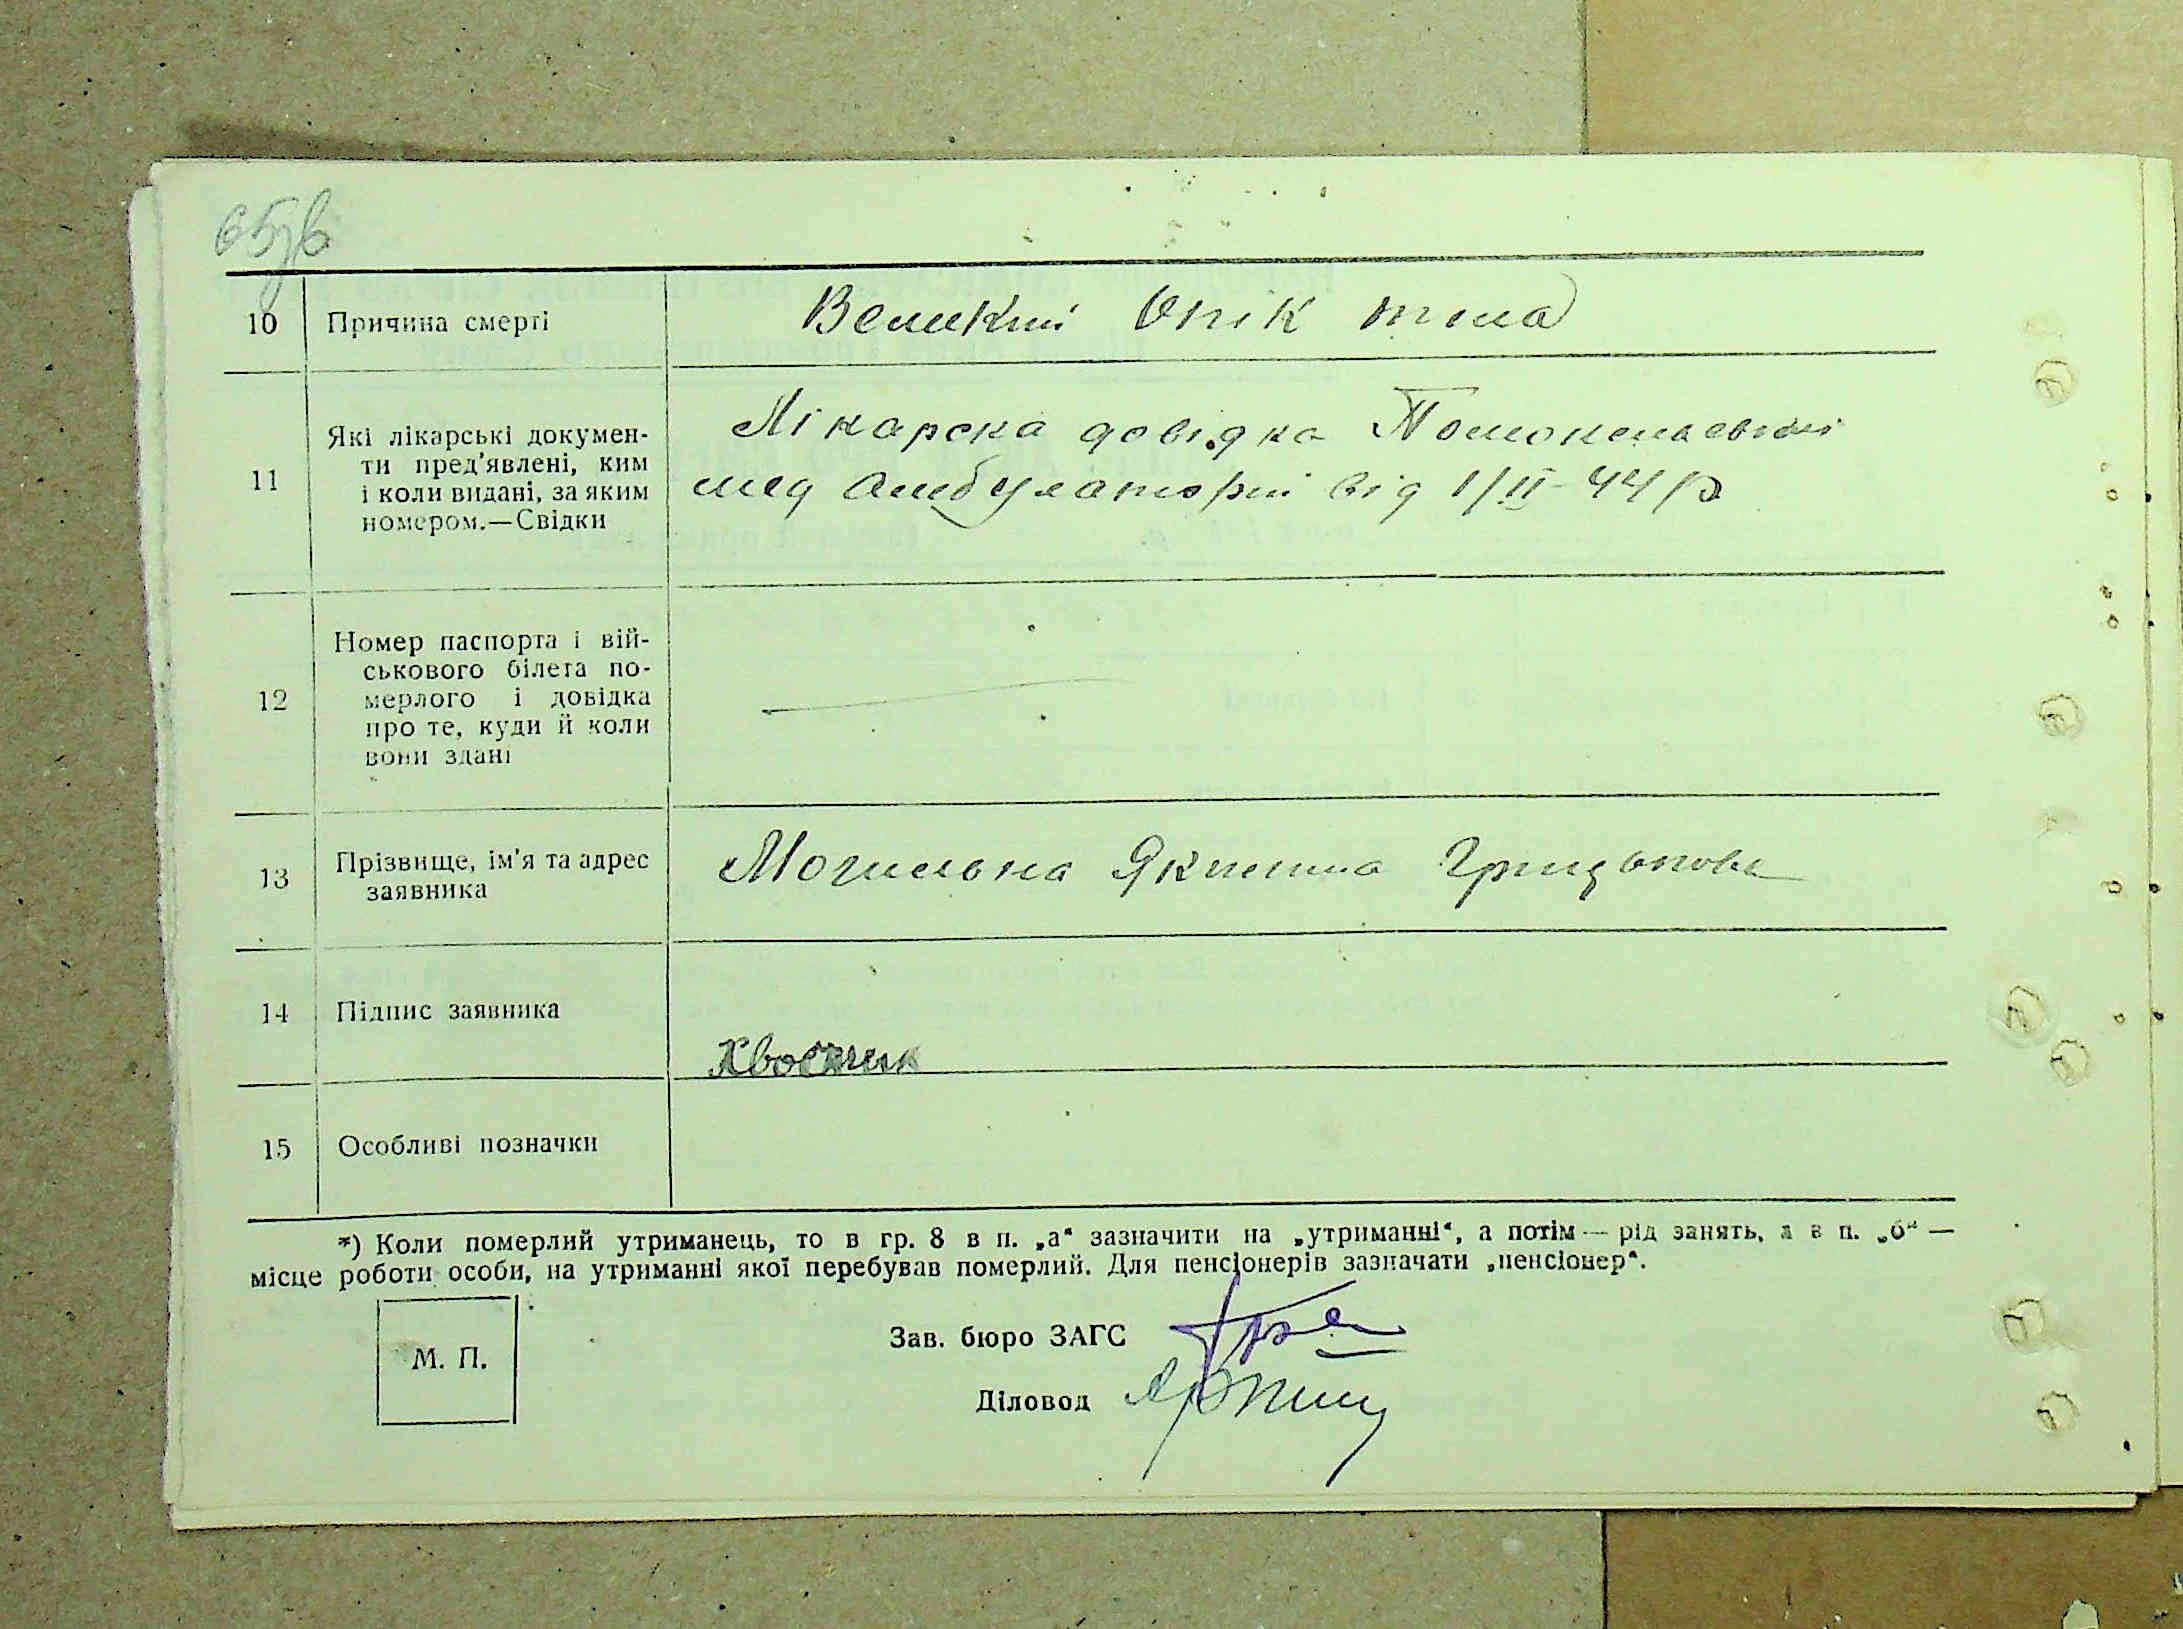 65зв
10 Причина смерті Великий Опік тіла
11 Які лікарські докумен-
ти пред'явлені, ким
і коли видані, за яким
номером.—Свідки
Лікарска довідка
мед Амбулаторії від 1/II-44 р
12 Номер паспорта і вій-
ськового білета по-
мерлого і довідка
про те, куди й коли
вони здані
13 Прізвище, ім'я та адрес
заявника
Могильна
14 Підпис заявника
Хвостик
15 Особливі позначки
*) Коли померлий утриманець, то в гр. 8 в п. „а“ зазначити на „утриманні“, а потім — рід занять, а в п. „б“ —
місце роботи особи, на утриманні якої перебував померлий. Для пенсіонерів зазначати „пенсіонер“.
М. П.
Зав. бюро ЗАГС
Діловод